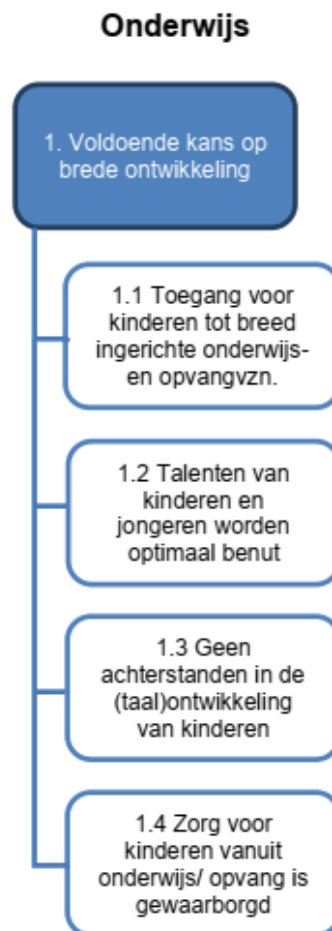 Onderwijs
1. Voldoende kans op
brede ontwikkeling
1.1 Toegang voor
kinderen tot breed
ingerichte onderwijs-
en opvangvzn.
1.2 Talenten van
kinderen en
jongeren worden
optimaal benut
1.3 Geen
achterstanden in de
(taal)ontwikkeling
van kinderen
1.4 Zorg voor
kinderen vanuit
onderwijs/ opvang is
gewaarborgd